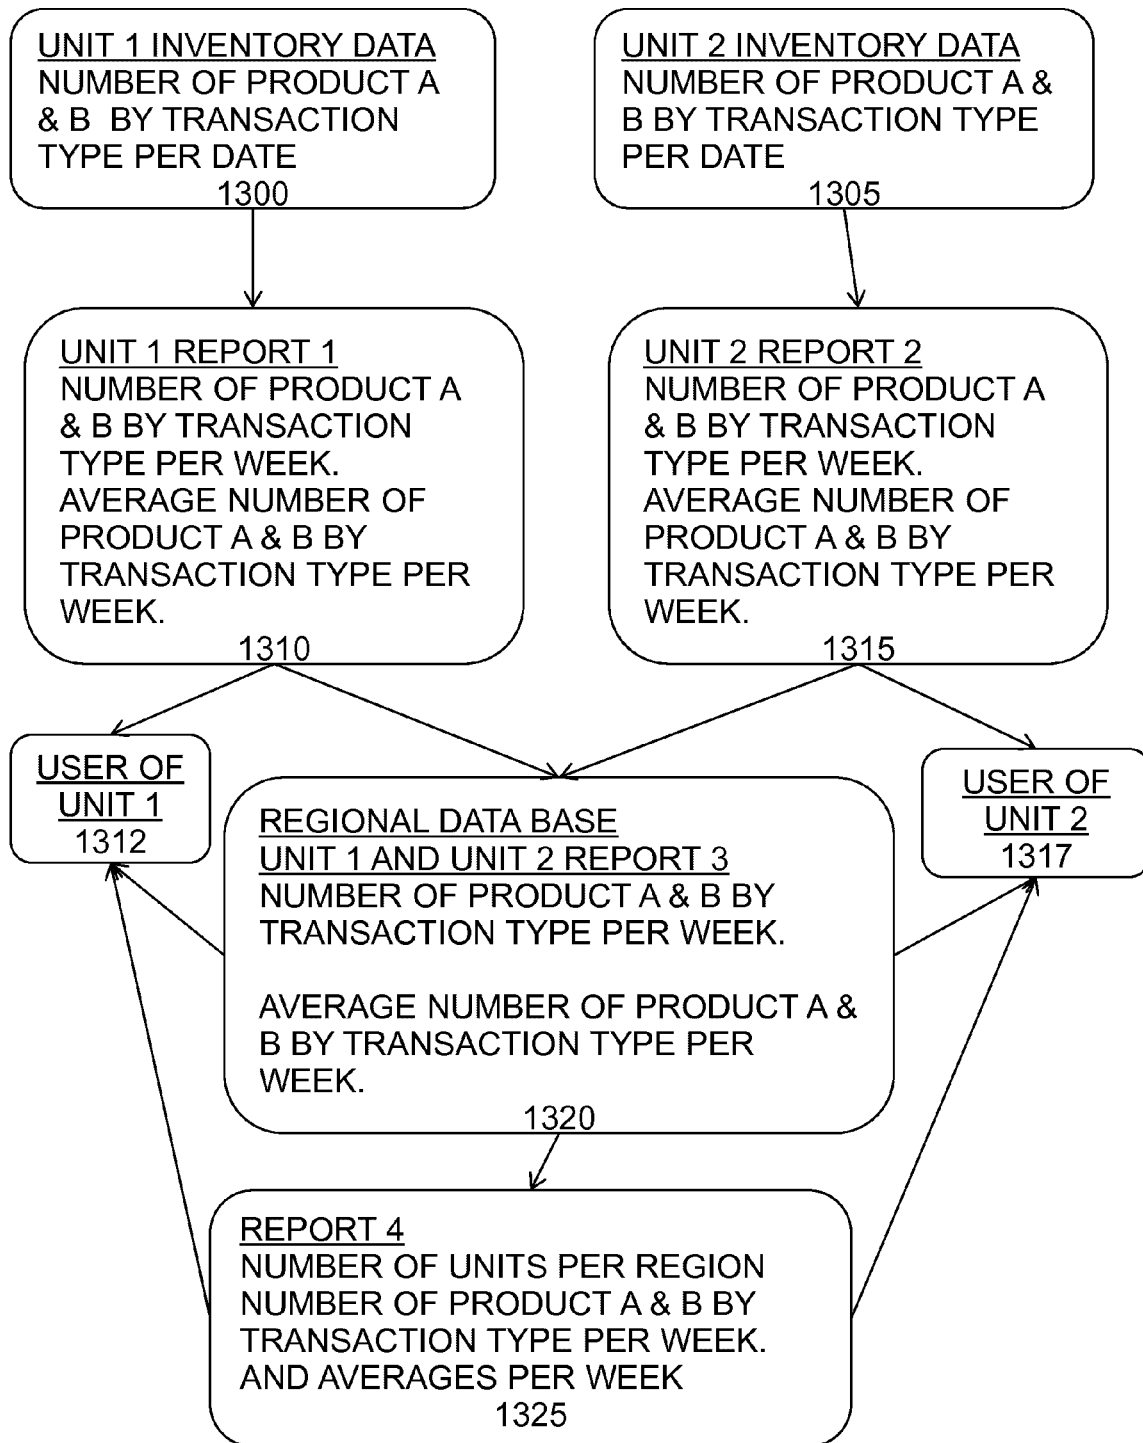 UNIT 1 INVENTORY DATA
NUMBER OF PRODUCT A
& B BY TRANSACTION
TYPE PER DATE
1300
UNIT 2 INVENTORY DATA
NUMBER OF PRODUCT A &
B BY TRANSACTION TYPE
PER DATE
1305
UNIT 1 REPORT 1
NUMBER OF PRODUCT A
& B BY TRANSACTION
TYPE PER WEEK.
AVERAGE NUMBER OF
PRODUCT A & B BY
TRANSACTION TYPE PER
WEEK.
1310
UNIT 2 REPORT 2
NUMBER OF PRODUCT A
& B BY TRANSACTION
TYPE PER WEEK.
AVERAGE NUMBER OF
PRODUCT A & B BY
TRANSACTION TYPE PER
WEEK.
1315
USER OF
UNIT 1
1312
USER OF
UNIT 2
1317
REGIONAL DATA BASE
UNIT 1 AND UNIT 2 REPORT 3
NUMBER OF PRODUCT A & B BY
TRANSACTION TYPE PER WEEK.
AVERAGE NUMBER OF PRODUCT A &
B BY TRANSACTION TYPE PER
WEEK.
1320
REPORT 4
NUMBER OF UNITS PER REGION
NUMBER OF PRODUCT A & B BY
TRANSACTION TYPE PER WEEK.
AND AVERAGES PER WEEK
1325